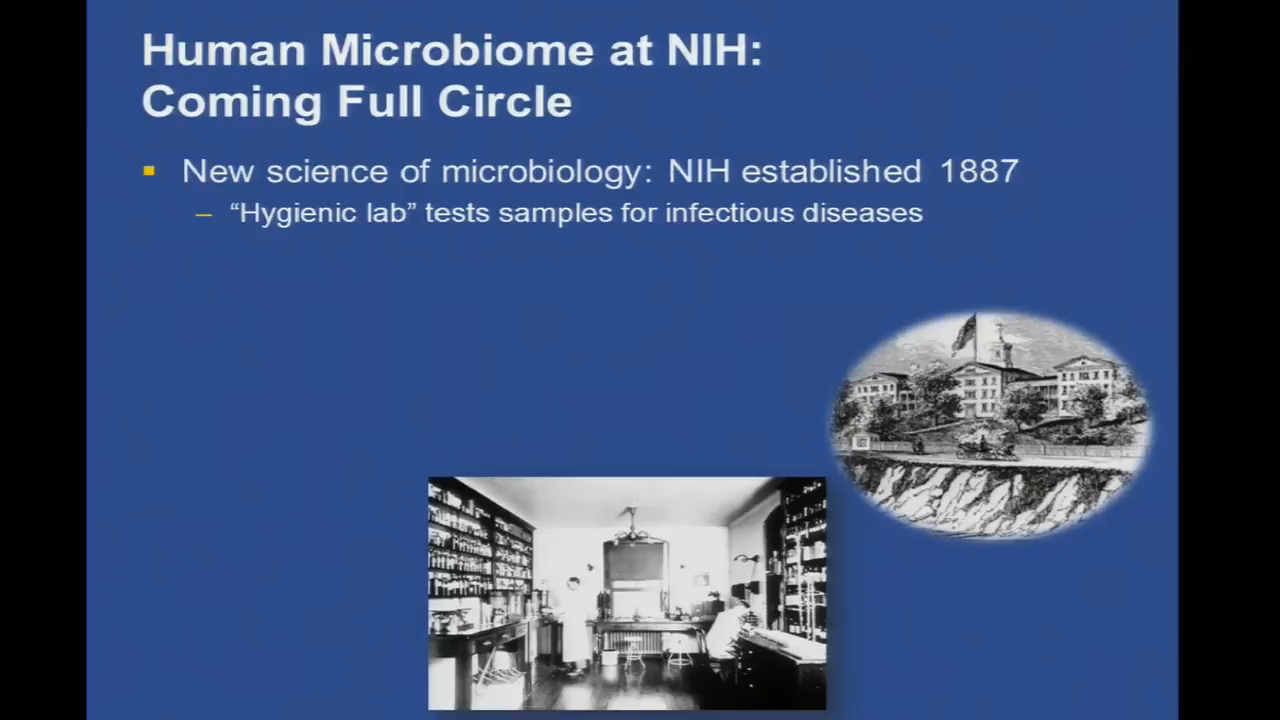 Human Microbiome at NIH:
Coming Full Circle
New science of microbiology: NIH established 1887
– “Hygienic lab” tests samples for infectious diseases